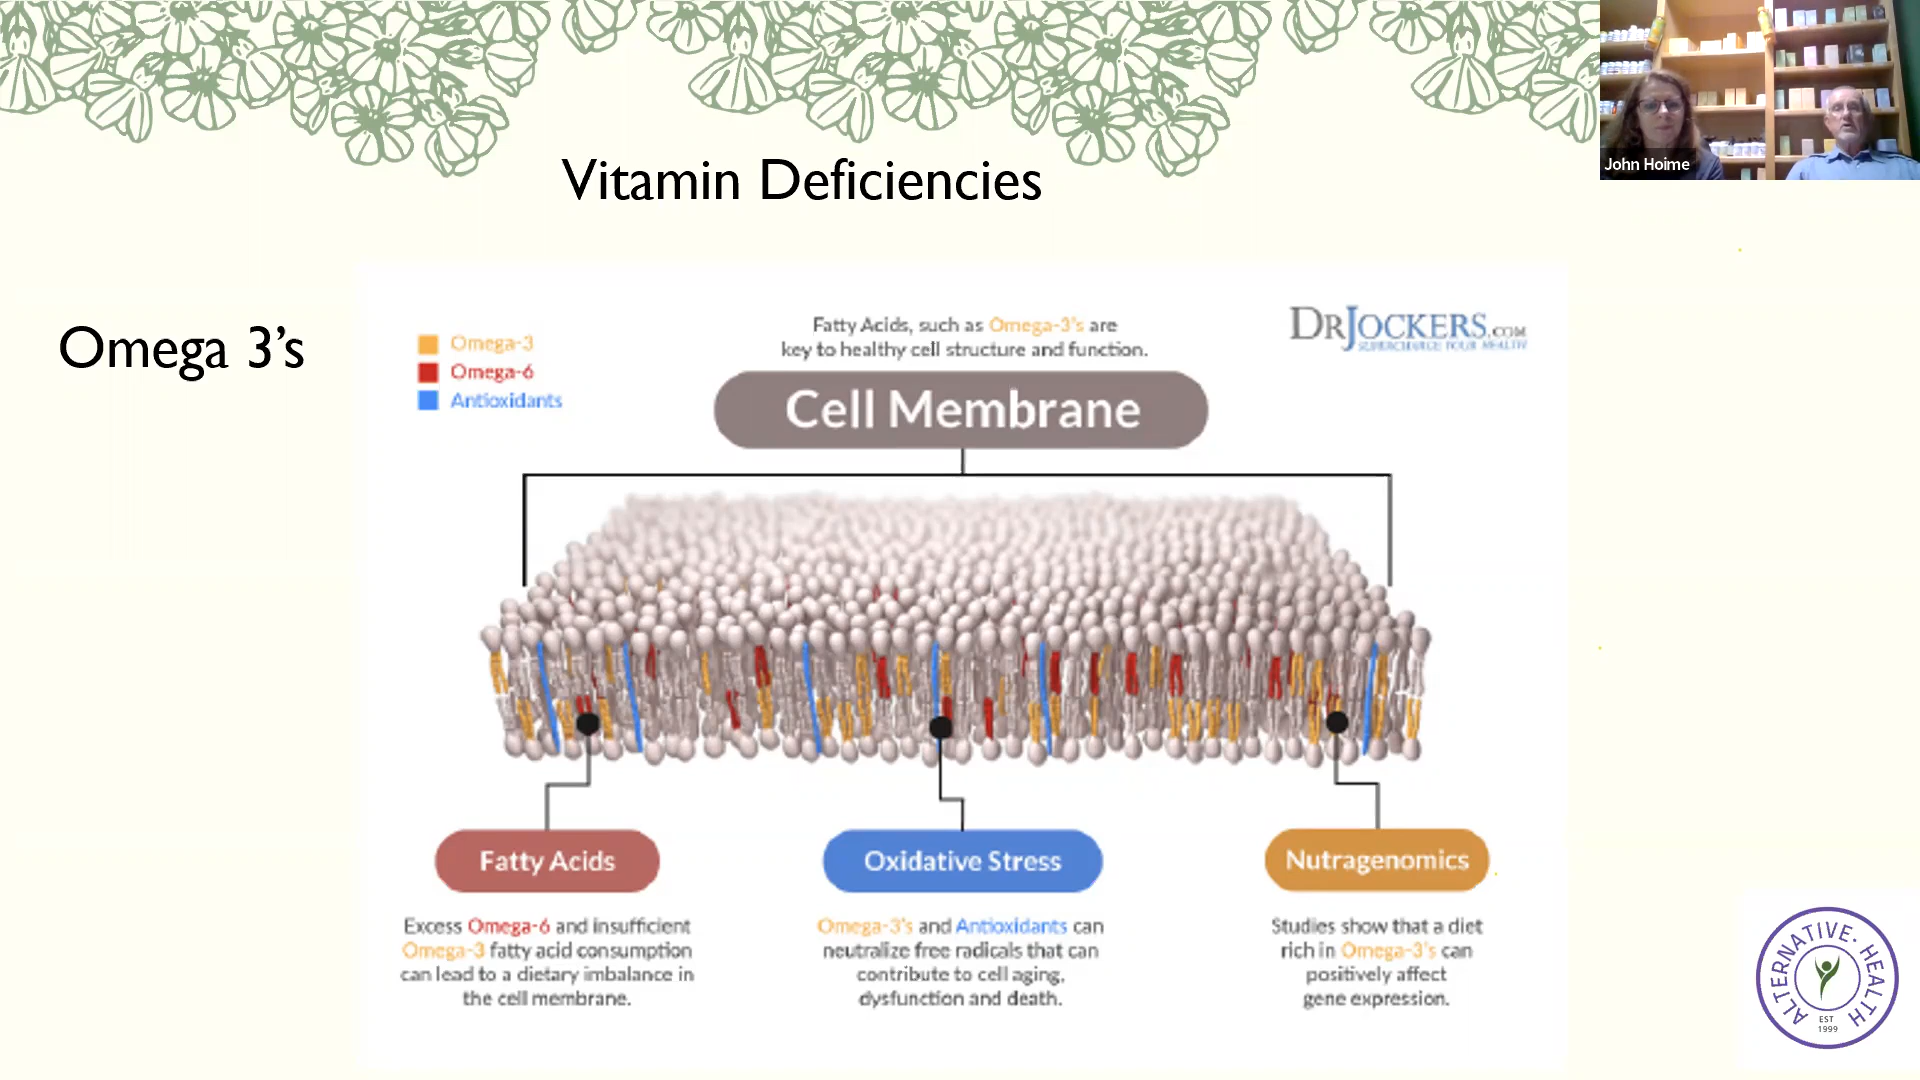 Vitamin Deficiencies
John Hoime
Omega 3's
Omega-3
Omega-6
Antioxidants
Fatty Acids, such as Omega-3's are
key to healthy cell structure and function.
DRJOCKERS.COM
SUPERCHARGE YOUR HEALTH
Cell Membrane
Fatty Acids
Excess Omega-6 and insufficient
Omega-3 fatty acid consumption
can lead to a dietary imbalance in
the cell membrane.
Oxidative Stress
Omega-3's and Antioxidants can
neutralize free radicals that can
contribute to cell aging,
dysfunction and death.
Nutragenomics
Studies show that a diet
rich in Omega-3's can
positively affect
gene expression.
ALTERNATIVE · HEALTH
EST
1999